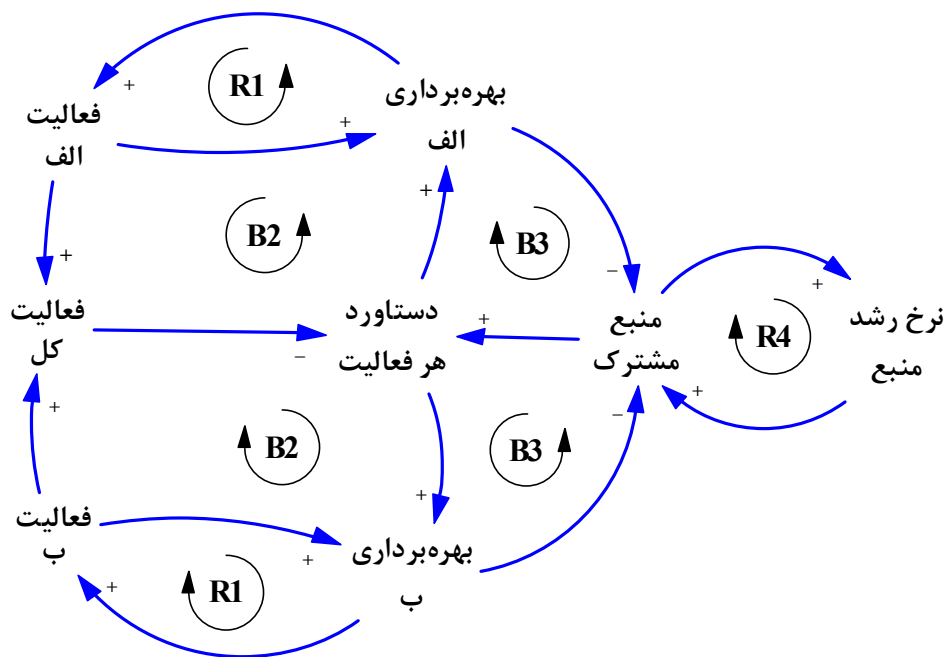 R1
بهره‌برداری
الف
فعالیت
الف
+
+
+
B2
B3
+
−
+
فعالیت
کل
دستاورد
هر فعالیت
منبع
مشترک
نرخ رشد
منبع
R4
−
+
+
+
B2
B3
−
+
فعالیت
ب
بهره‌برداری
ب
+
+
R1